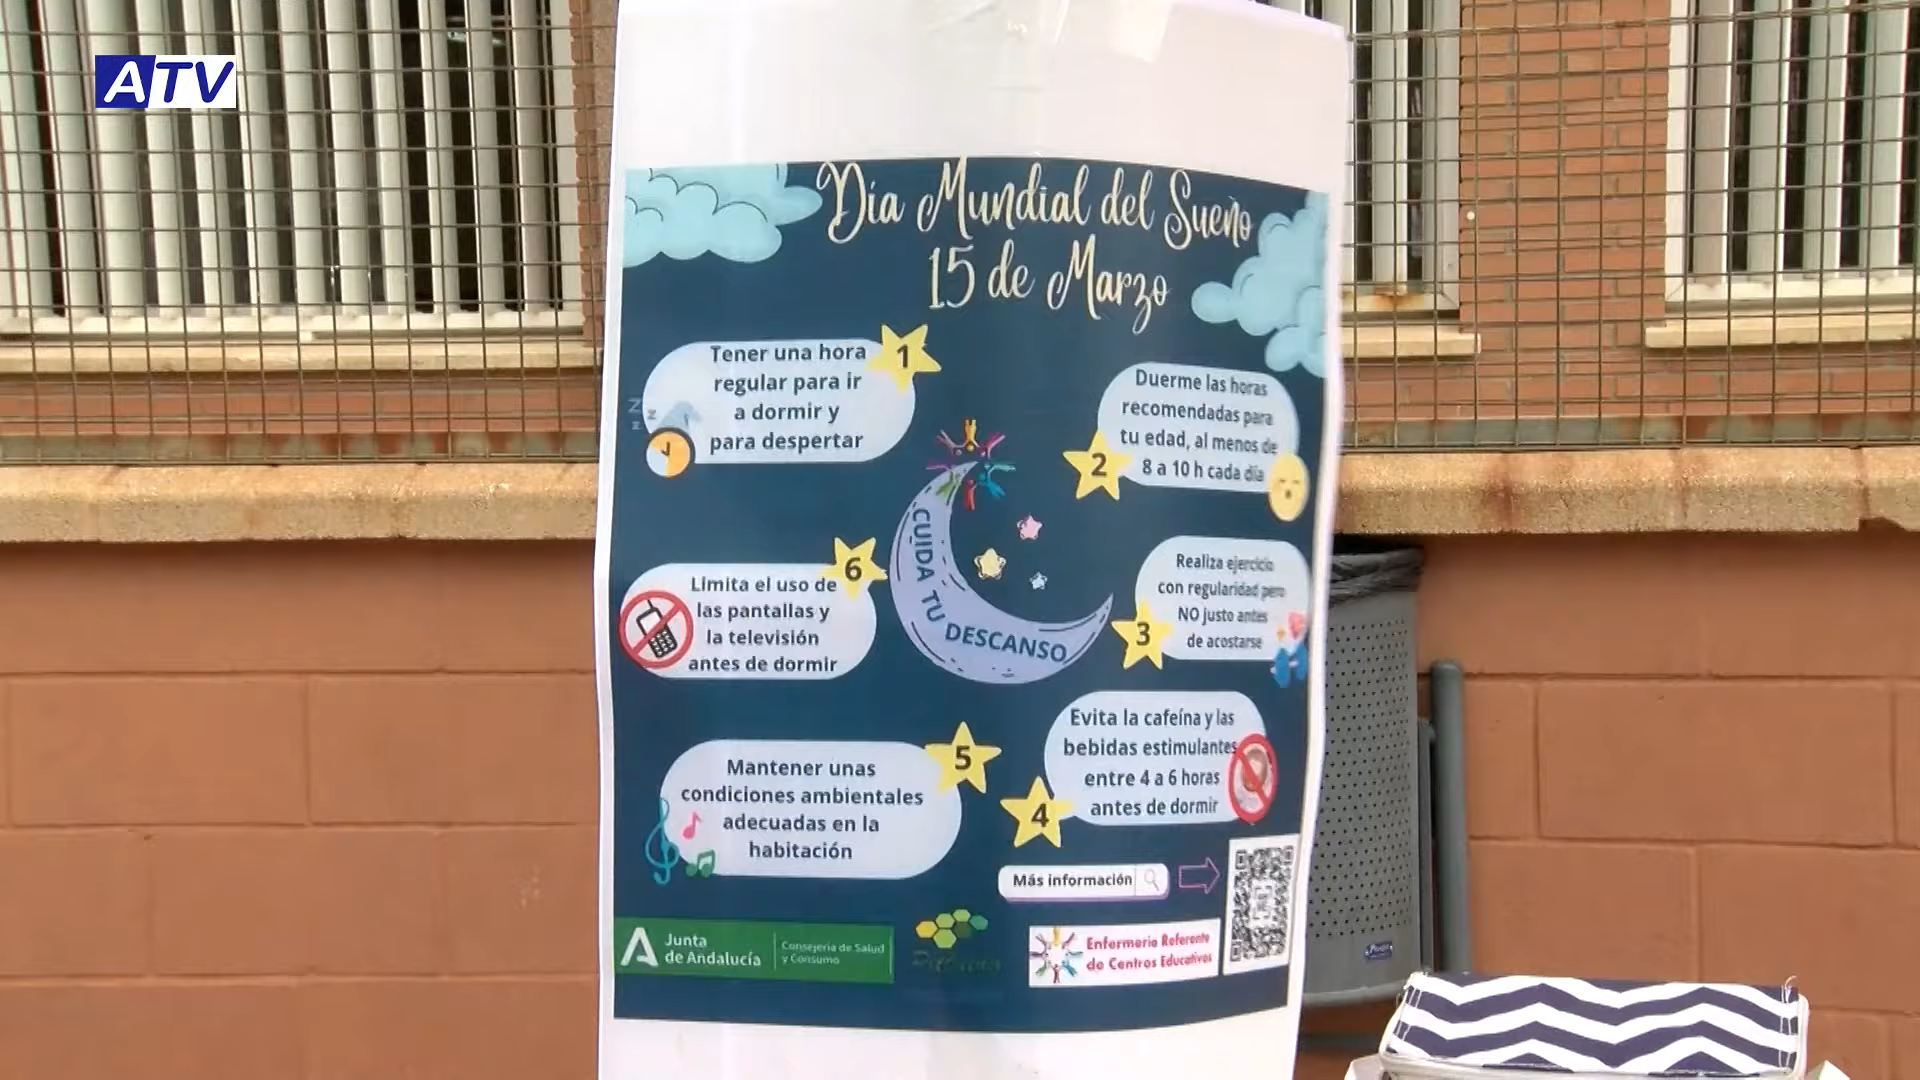 ATV
Día Mundial del Sueño
15 de Marzo
1
Tener una hora
regular para ir
a dormir y
para despertar
2
Duerme las horas
recomendadas para
tu edad, al menos de
8 a 10 h cada día
3
Realiza ejercicio
con regularidad pero
NO justo antes
de acostarse
4
Evita la cafeína y las
bebidas estimulantes
entre 4 a 6 horas
antes de dormir
5
Mantener unas
condiciones ambientales
adecuadas en la
habitación
6
Límita el uso de
las pantallas y
la televisión
antes de dormir
CUIDA TU DESCANSO
Más información
Junta
de Andalucía
Consejería de Salud
y Consumo
Enfermería Referente
de Centros Educativos